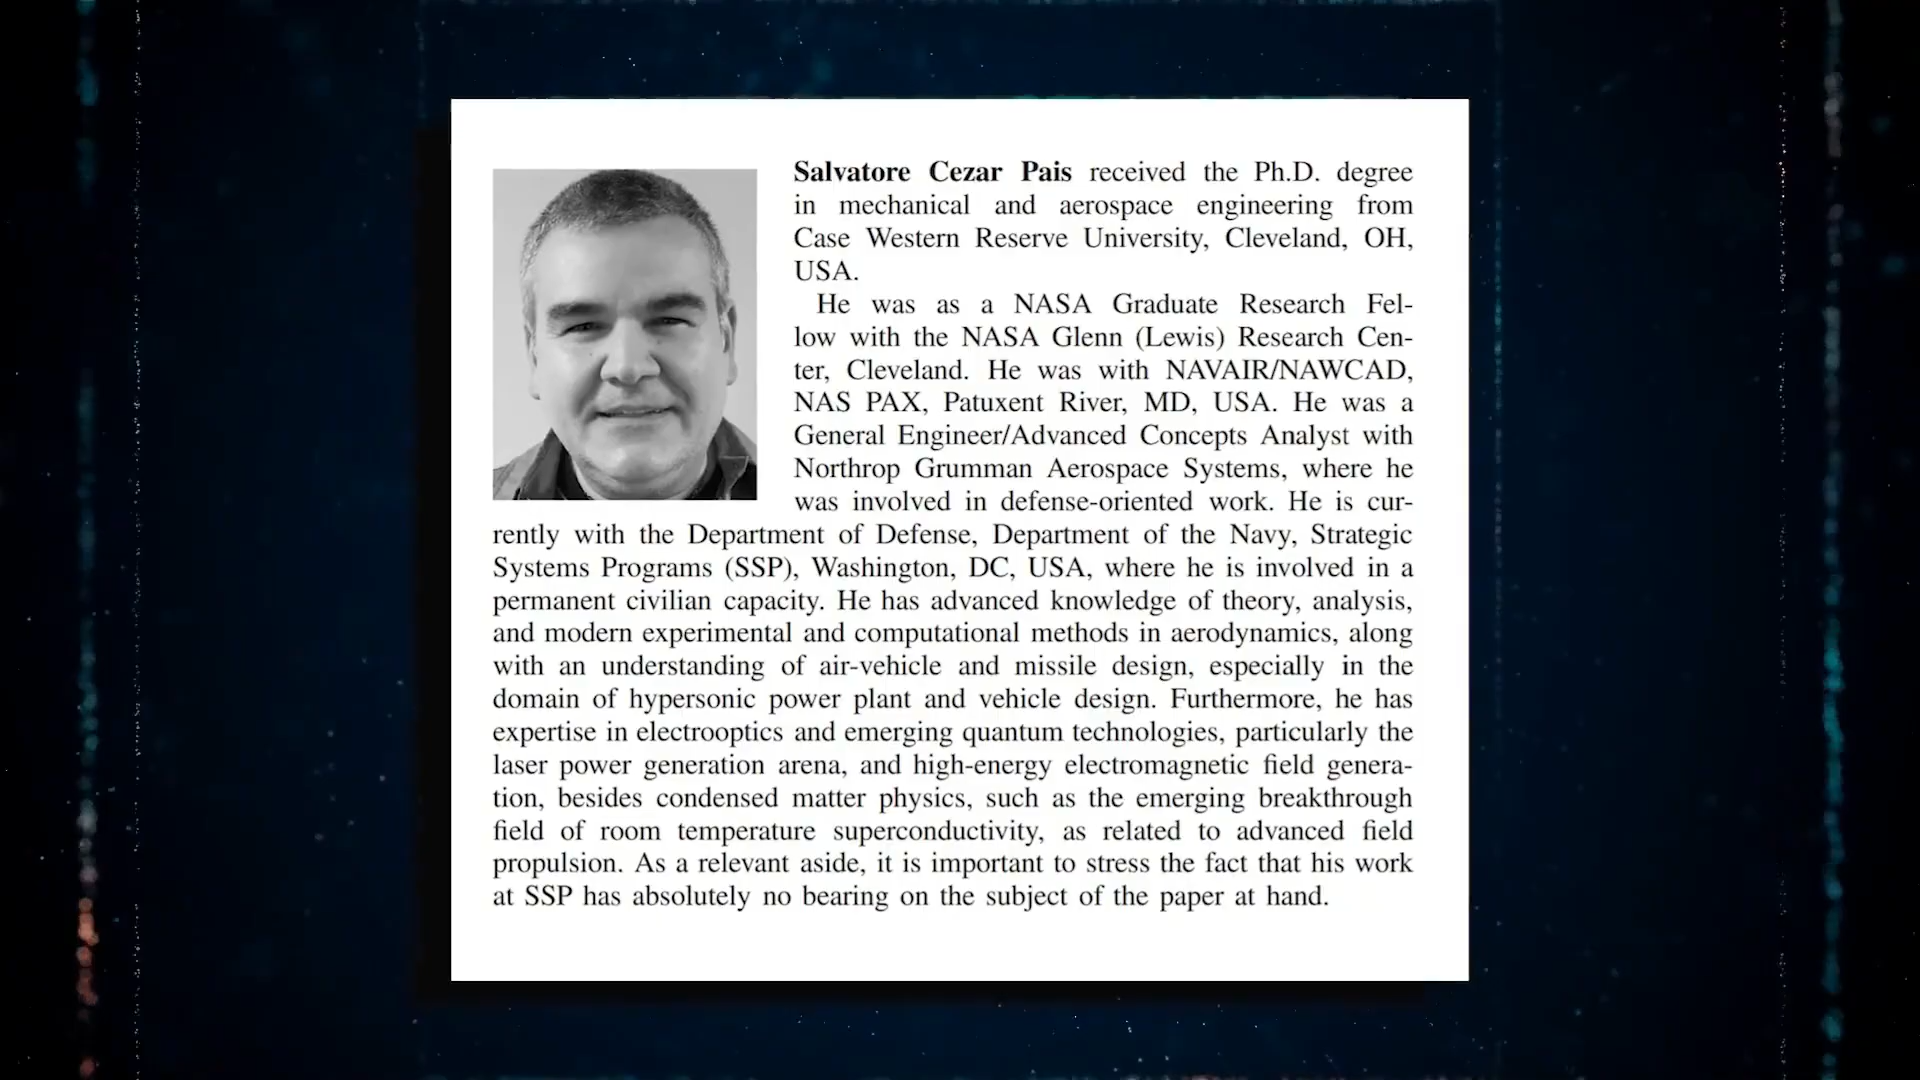 Salvatore Cezar Pais received the Ph.D. degree
in mechanical and aerospace engineering from
Case Western Reserve University, Cleveland, OH,
USA.
He was as a NASA Graduate Research Fel-
low with the NASA Glenn (Lewis) Research Cen-
ter, Cleveland. He was with NAVAIR/NAWCAD,
NAS PAX, Patuxent River, MD, USA. He was a
General Engineer/Advanced Concepts Analyst with
Northrop Grumman Aerospace Systems, where he
was involved in defense-oriented work. He is cur-
rently with the Department of Defense, Department of the Navy, Strategic
Systems Programs (SSP), Washington, DC, USA, where he is involved in a
permanent civilian capacity. He has advanced knowledge of theory, analysis,
and modern experimental and computational methods in aerodynamics, along
with an understanding of air-vehicle and missile design, especially in the
domain of hypersonic power plant and vehicle design. Furthermore, he has
expertise in electrooptics and emerging quantum technologies, particularly the
laser power generation arena, and high-energy electromagnetic field genera-
tion, besides condensed matter physics, such as the emerging breakthrough
field of room temperature superconductivity, as related to advanced field
propulsion. As a relevant aside, it is important to stress the fact that his work
at SSP has absolutely no bearing on the subject of the paper at hand.